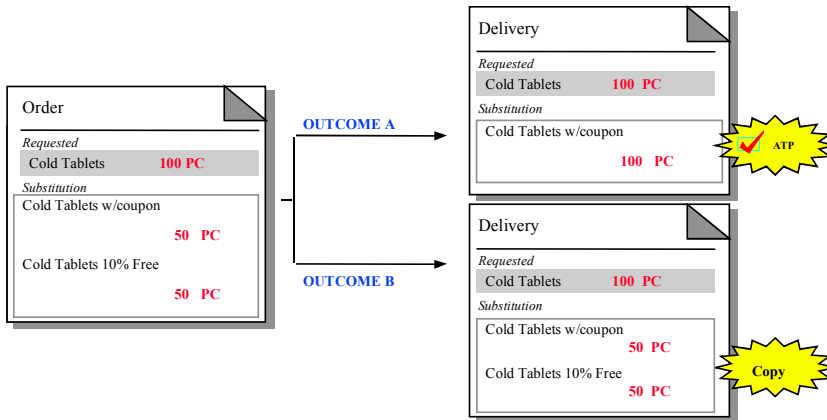 Order
Requested
Cold Tablets 100 PC
Substitution
Cold Tablets w/coupon
50 PC
Cold Tablets 10% Free
50 PC
OUTCOME A
OUTCOME B
Delivery
Requested
Cold Tablets 100 PC
Substitution
Cold Tablets w/coupon
100 PC
ATP
Delivery
Requested
Cold Tablets 100 PC
Substitution
Cold Tablets w/coupon
50 PC
Cold Tablets 10% Free
50 PC
Copy